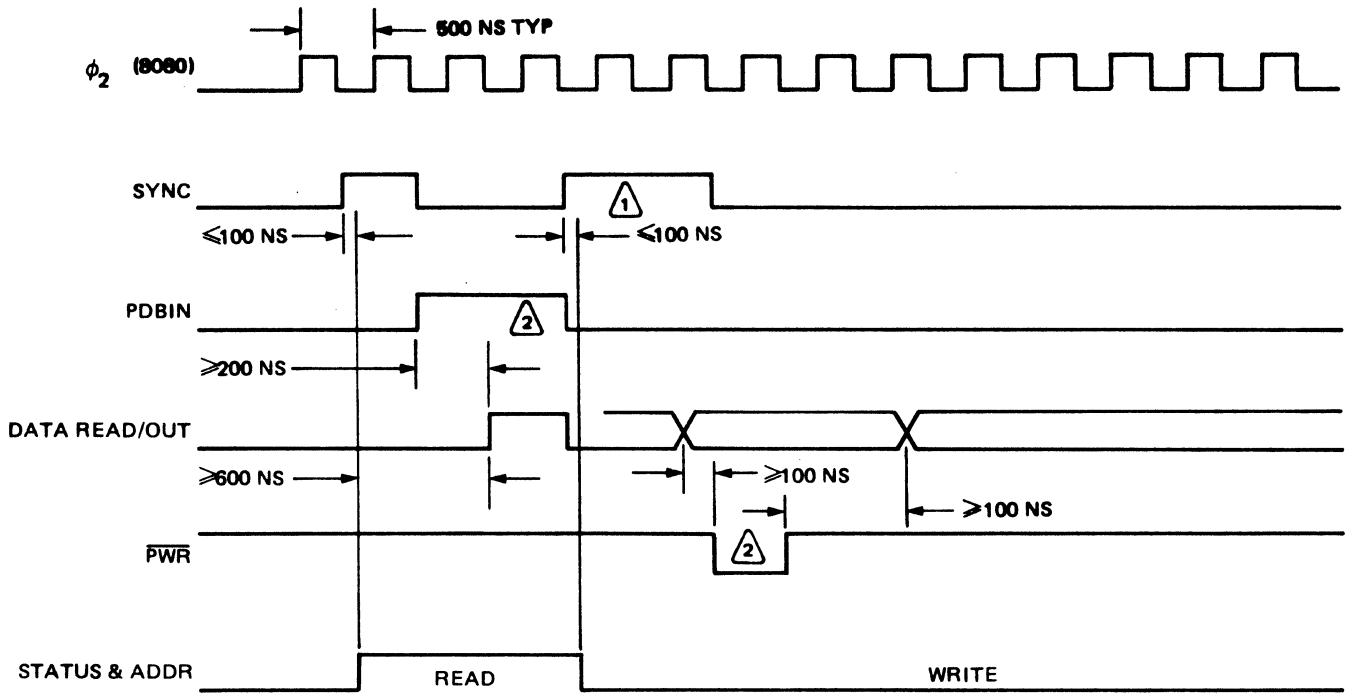 500 NS TYP
ϕ2 (8080)
SYNC
1
≤100 NS
≤100 NS
PDBIN
2
≥200 NS
DATA READ/OUT
≥600 NS
≥100 NS
≥100 NS
P̅W̅R̅
2
STATUS & ADDR
READ
WRITE